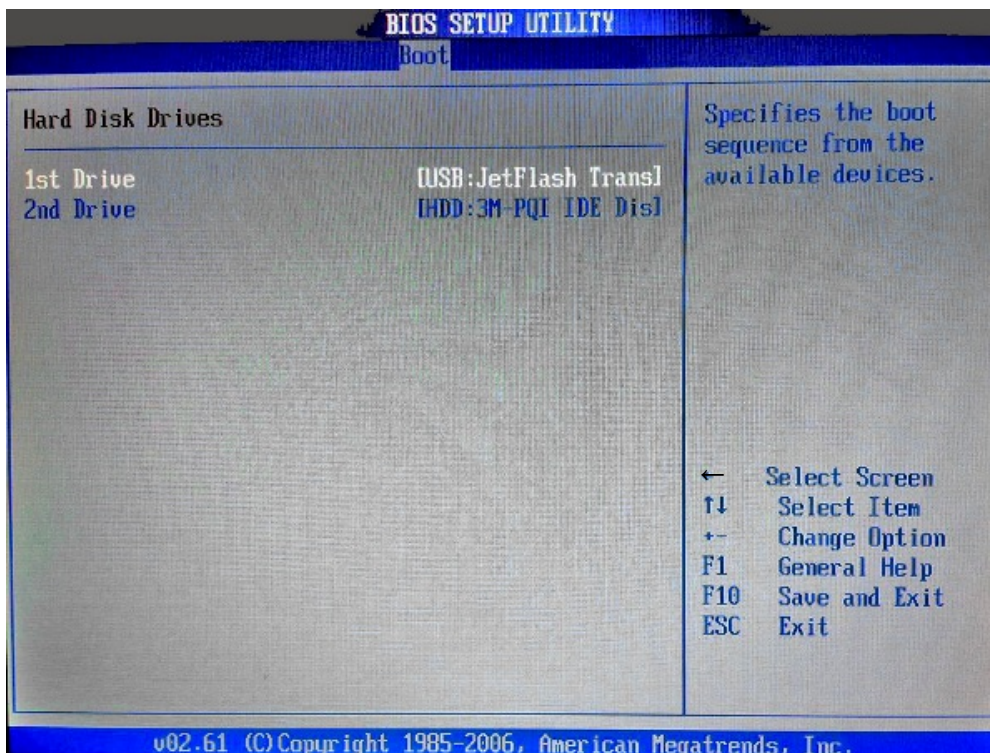 BIOS SETUP UTILITY
Boot
Hard Disk Drives
1st Drive [USB:JetFlash Trans]
2nd Drive [HDD:3M-PQI IDE Dis]
Specifies the boot
sequence from the
available devices.
← Select Screen
↑↓ Select Item
+- Change Option
F1 General Help
F10 Save and Exit
ESC Exit
v02.61 (C)Copyright 1985-2006, American Megatrends, Inc.